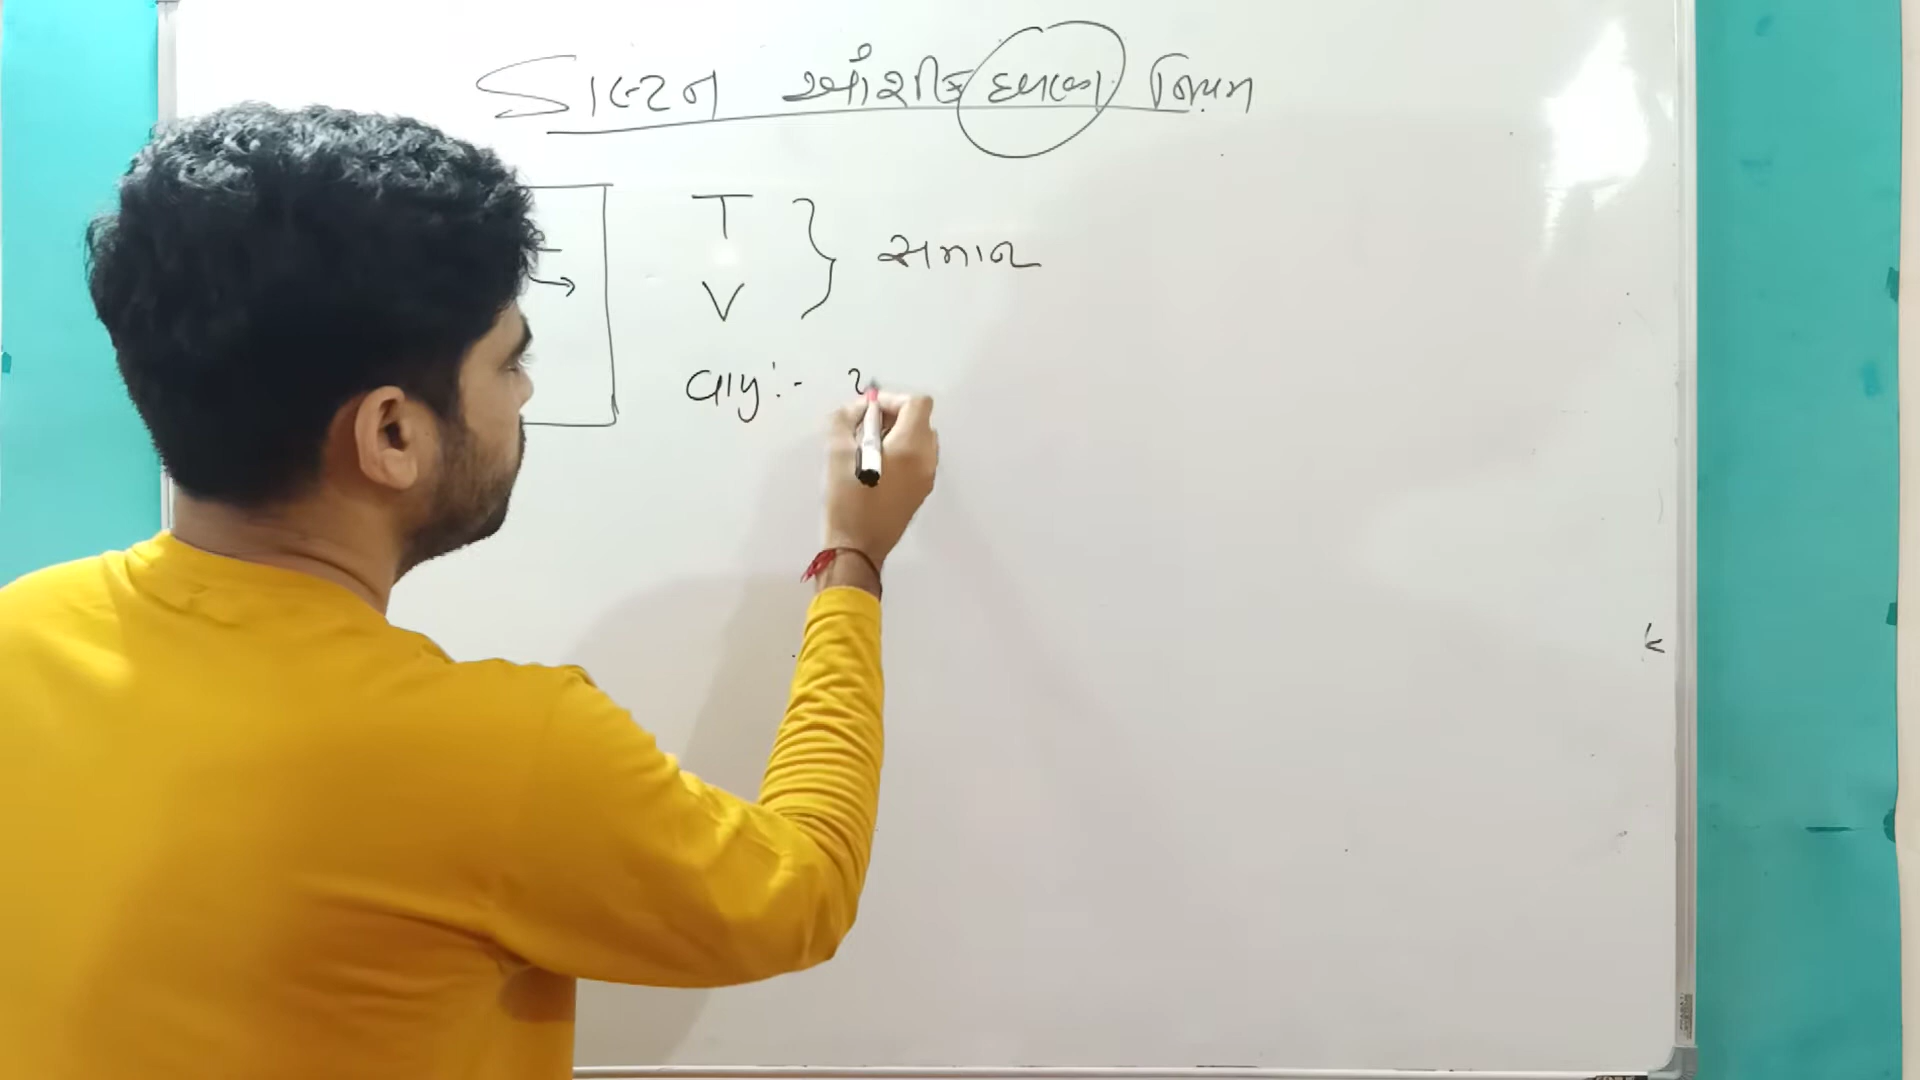 ડાલ્ટન આંશીક દબાણ નિયમ
T
V
સમાન
વાયુ :-